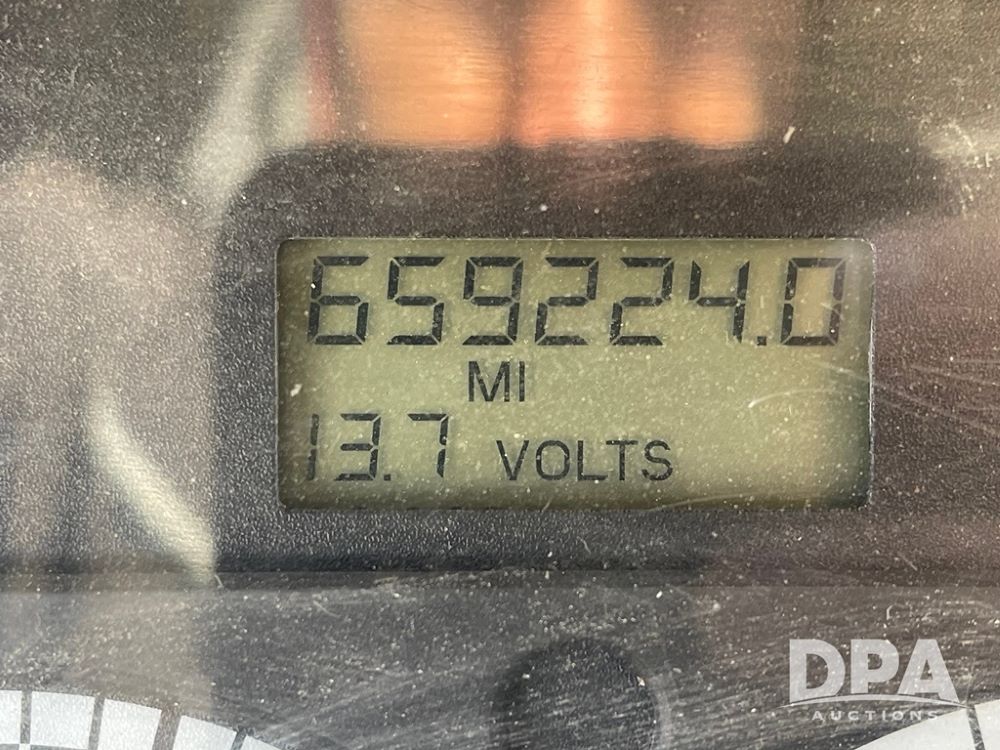 659224.0
MI
13.7 VOLTS
DPA
AUCTIONS